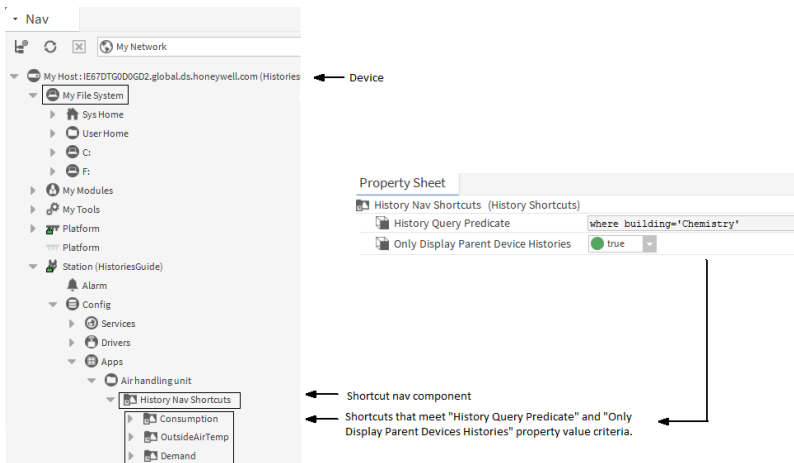 Nav
My Network
My Host : IE67DTG0D0GD2.global.ds.honeywell.com (Histories
Device
My File System
Sys Home
User Home
C:
F:
My Modules
My Tools
Platform
Platform
Station (HistoriesGuide)
Alarm
Config
Services
Drivers
Apps
Air handling unit
History Nav Shortcuts
Consumption
OutsideAirTemp
Demand
Property Sheet
History Nav Shortcuts (History Shortcuts)
History Query Predicate where building='Chemistry'
Only Display Parent Device Histories true
Shortcut nav component
Shortcuts that meet "History Query Predicate" and "Only
Display Parent Devices Histories" property value criteria.